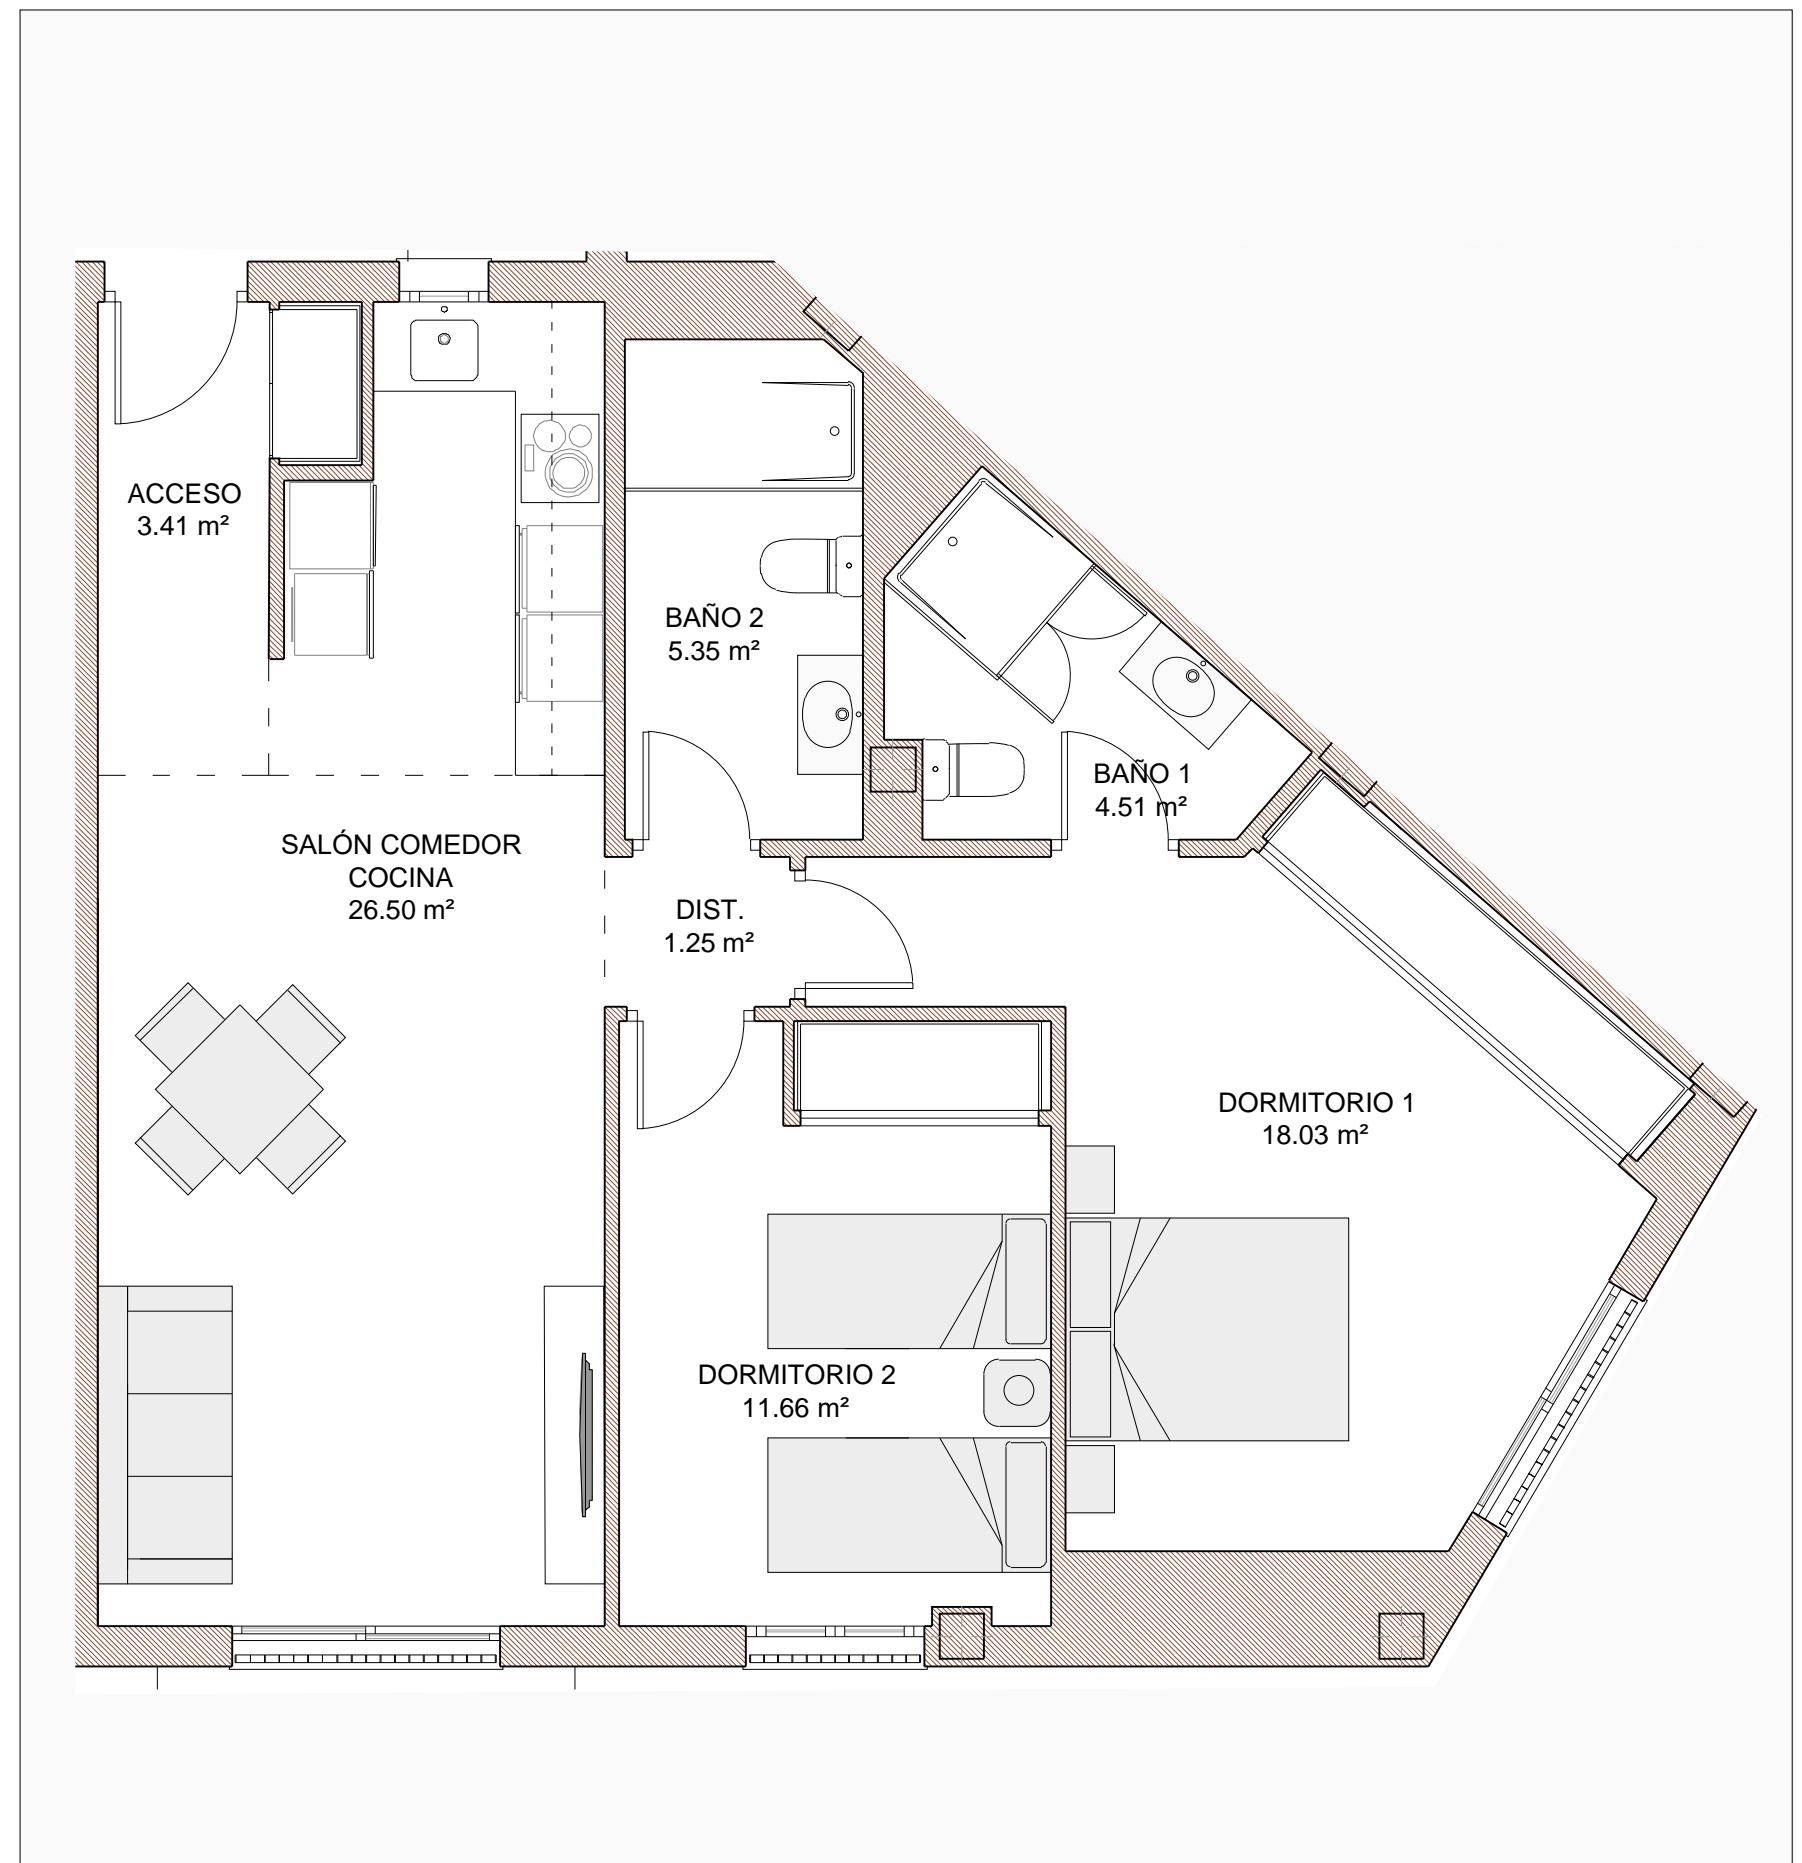 ACCESO
3.41 m²
BAÑO 2
5.35 m²
BAÑO 1
4.51 m²
SALÓN COMEDOR
COCINA
26.50 m²
DIST.
1.25 m²
DORMITORIO 1
18.03 m²
DORMITORIO 2
11.66 m²